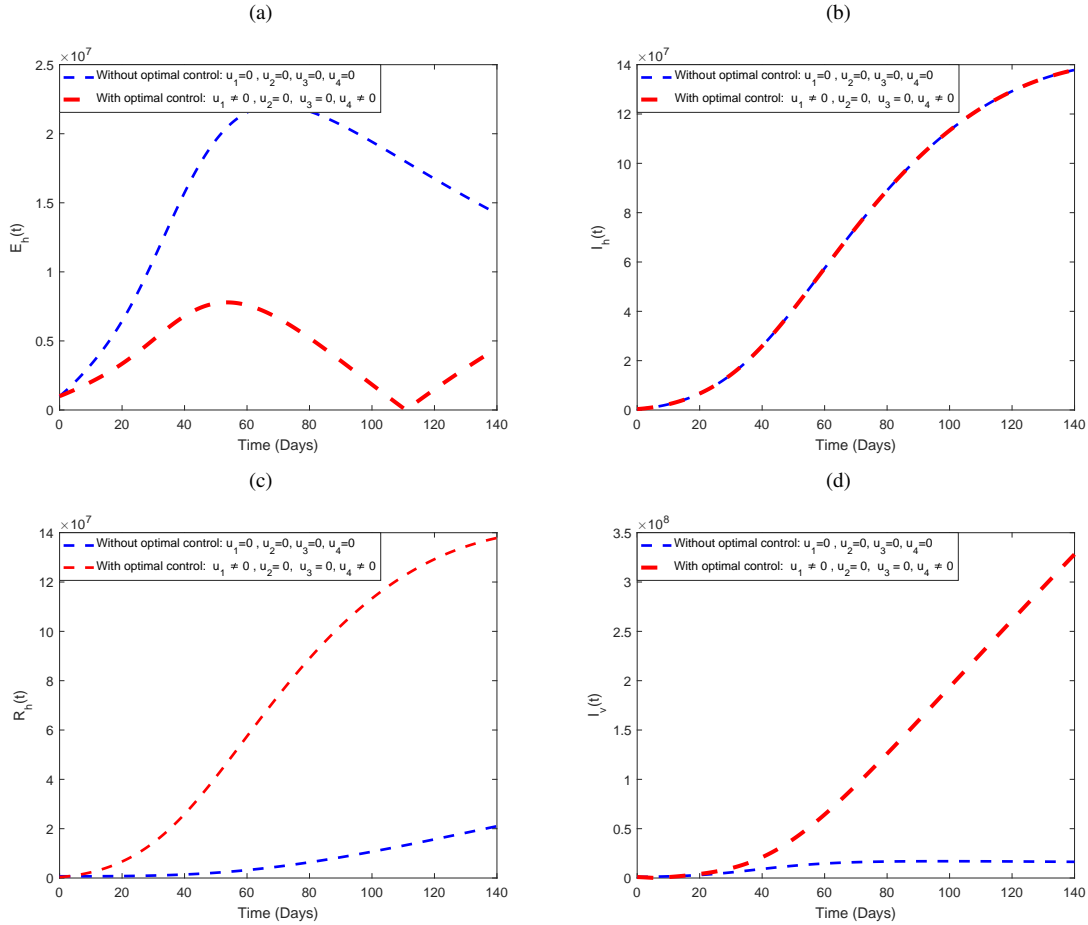 (a)
×10^7
2.5
2
1.5
1
0.5
0
E_h(t)
Without optimal control: u_1=0 , u_2=0, u_3=0, u_4=0
With optimal control: u_1 ≠ 0 , u_2= 0, u_3 = 0, u_4 ≠ 0
0 20 40 60 80 100 120 140
Time (Days)
(b)
×10^7
14
12
10
8
6
4
2
0
I_h(t)
Without optimal control: u_1=0 , u_2=0, u_3=0, u_4=0
With optimal control: u_1 ≠ 0 , u_2= 0, u_3 = 0, u_4 ≠ 0
0 20 40 60 80 100 120 140
Time (Days)
(c)
×10^7
14
12
10
8
6
4
2
0
R_h(t)
Without optimal control: u_1=0 , u_2=0, u_3=0, u_4=0
With optimal control: u_1 ≠ 0 , u_2= 0, u_3 = 0, u_4 ≠ 0
0 20 40 60 80 100 120 140
Time (Days)
(d)
×10^8
3.5
3
2.5
2
1.5
1
0.5
0
I_v(t)
Without optimal control: u_1=0 , u_2=0, u_3=0, u_4=0
With optimal control: u_1 ≠ 0 , u_2= 0, u_3 = 0, u_4 ≠ 0
0 20 40 60 80 100 120 140
Time (Days)